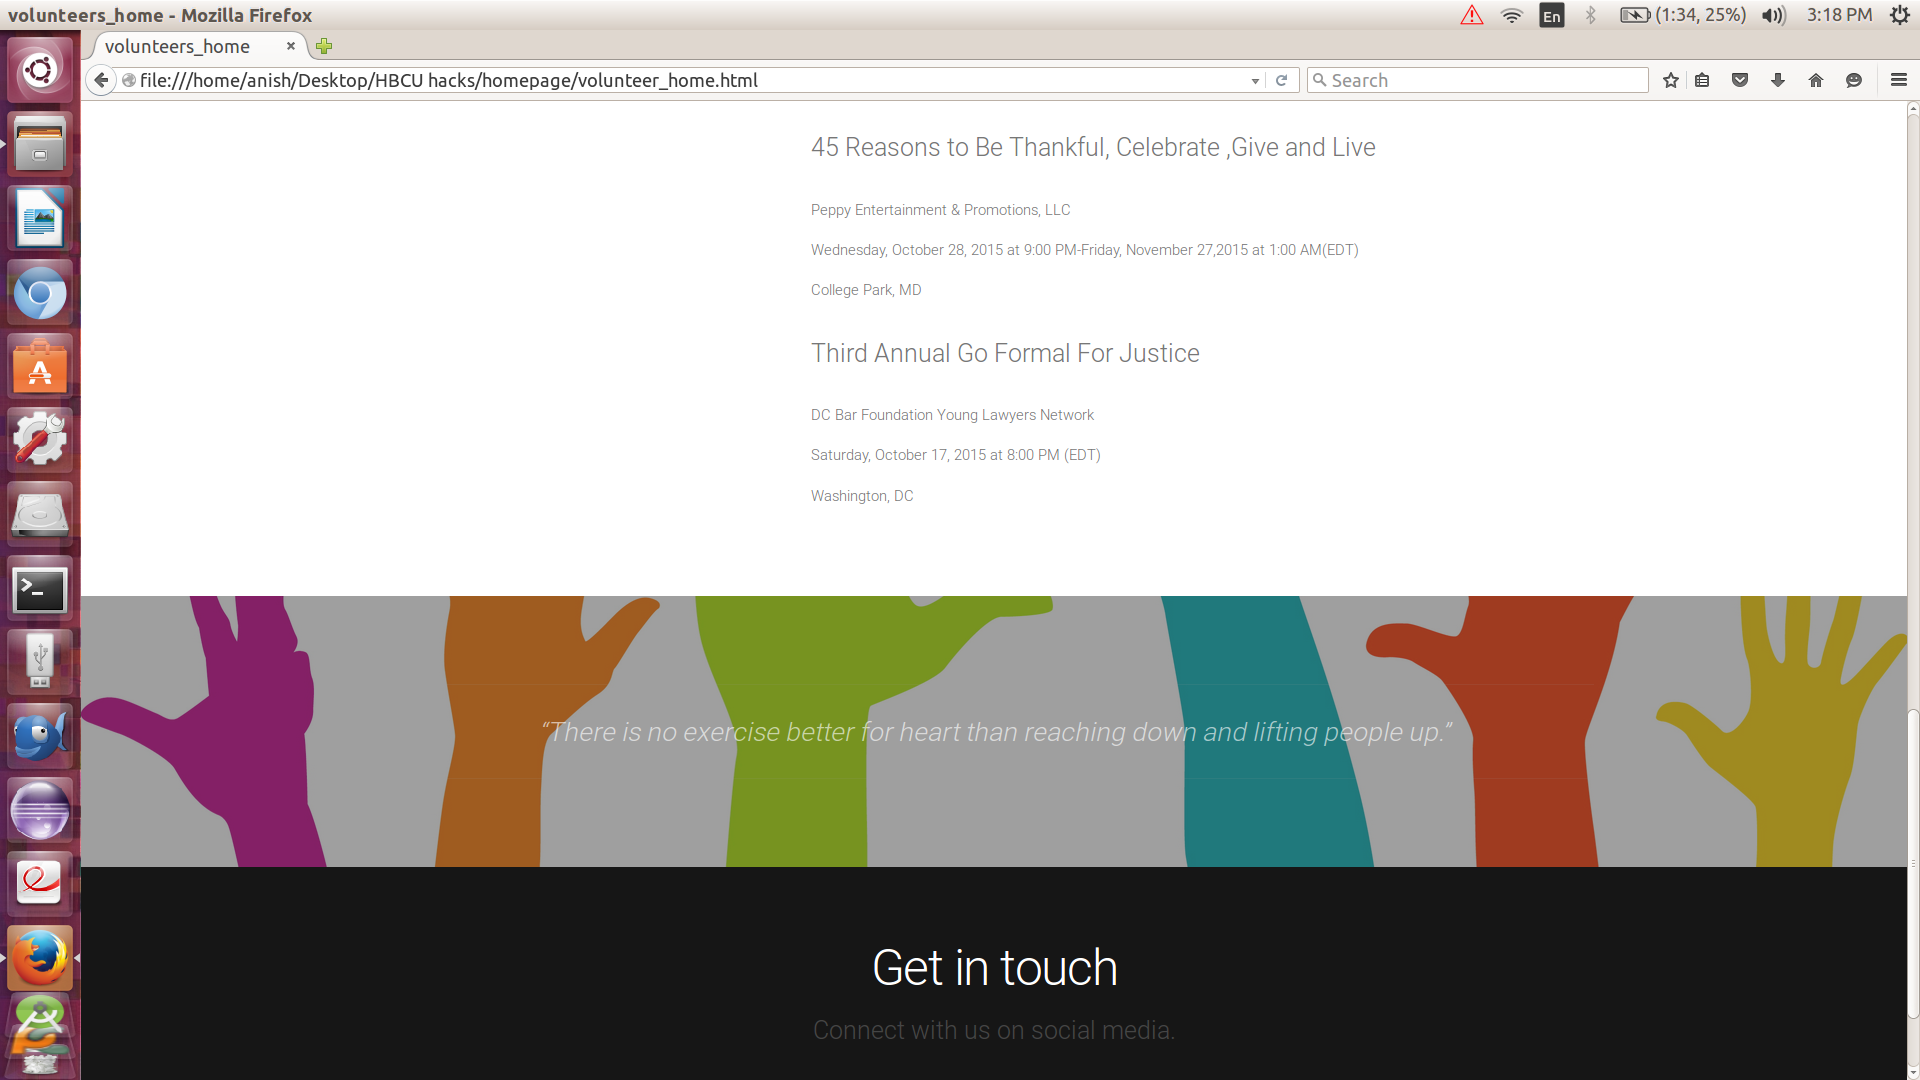 volunteers_home - Mozilla Firefox
En
(1:34, 25%)
3:18 PM
volunteers_home
file:///home/anish/Desktop/HBCU hacks/homepage/volunteer_home.html
Search
45 Reasons to Be Thankful, Celebrate ,Give and Live
Peppy Entertainment & Promotions, LLC
Wednesday, October 28, 2015 at 9:00 PM-Friday, November 27,2015 at 1:00 AM(EDT)
College Park, MD
Third Annual Go Formal For Justice
DC Bar Foundation Young Lawyers Network
Saturday, October 17, 2015 at 8:00 PM (EDT)
Washington, DC
“There is no exercise better for heart than reaching down and lifting people up.”
Get in touch
Connect with us on social media.